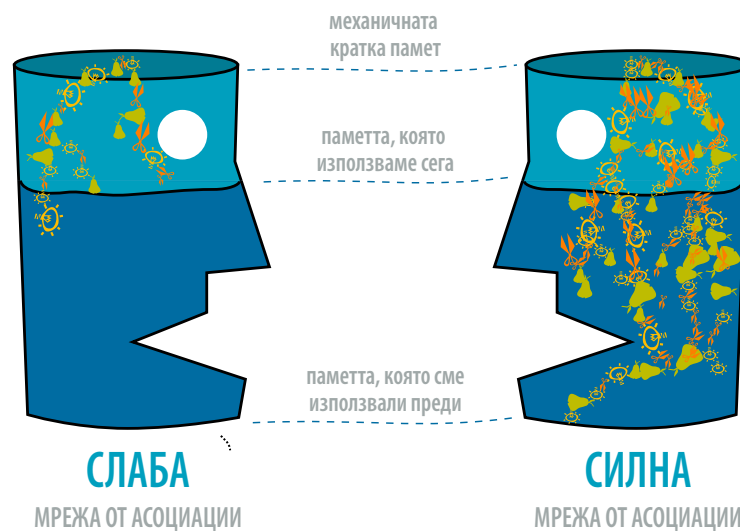 механичната
кратка памет
паметта, която
използваме сега
паметта, която сме
използвали преди
СЛАБА
МРЕЖА ОТ АСОЦИАЦИИ
СИЛНА
МРЕЖА ОТ АСОЦИАЦИИ